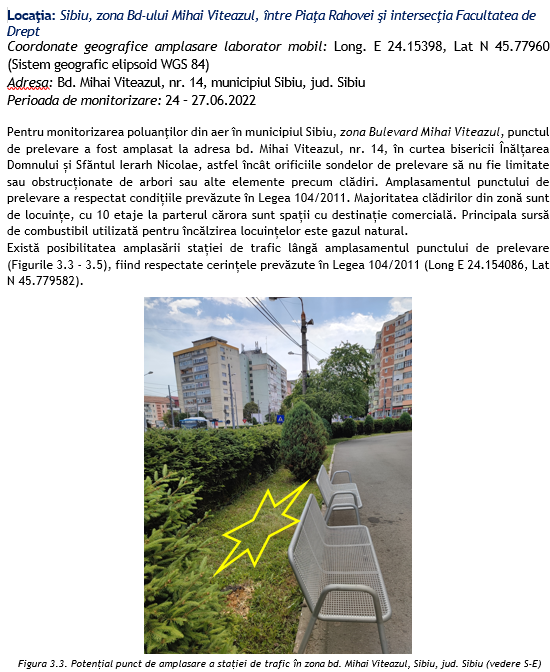 Locația: Sibiu, zona Bd-ului Mihai Viteazul, între Piața Rahovei și intersecția Facultatea de
Drept
Coordonate geografice amplasare laborator mobil: Long. E 24.15398, Lat N 45.77960
(Sistem geografic elipsoid WGS 84)
Adresa: Bd. Mihai Viteazul, nr. 14, municipiul Sibiu, jud. Sibiu
Perioada de monitorizare: 24 – 27.06.2022
Pentru monitorizarea poluanților din aer în municipiul Sibiu, zona Bulevard Mihai Viteazul, punctul
de prelevare a fost amplasat la adresa bd. Mihai Viteazul, nr. 14, în curtea bisericii Înălțarea
Domnului și Sfântul Ierarh Nicolae, astfel încât orificiile sondelor de prelevare să nu fie limitate
sau obstrucționate de arbori sau alte elemente precum clădiri. Amplasamentul punctului de
prelevare a respectat condițiile prevăzute în Legea 104/2011. Majoritatea clădirilor din zonă sunt
de locuințe, cu 10 etaje la parterul cărora sunt spații cu destinație comercială. Principala sursă
de combustibil utilizată pentru încălzirea locuințelor este gazul natural.
Există posibilitatea amplasării stației de trafic lângă amplasamentul punctului de prelevare
(Figurile 3.3 - 3.5), fiind respectate cerințele prevăzute în Legea 104/2011 (Long E 24.154086, Lat
N 45.779582).
Figura 3.3. Potențial punct de amplasare a stației de trafic în zona bd. Mihai Viteazul, Sibiu, jud. Sibiu (vedere S-E)